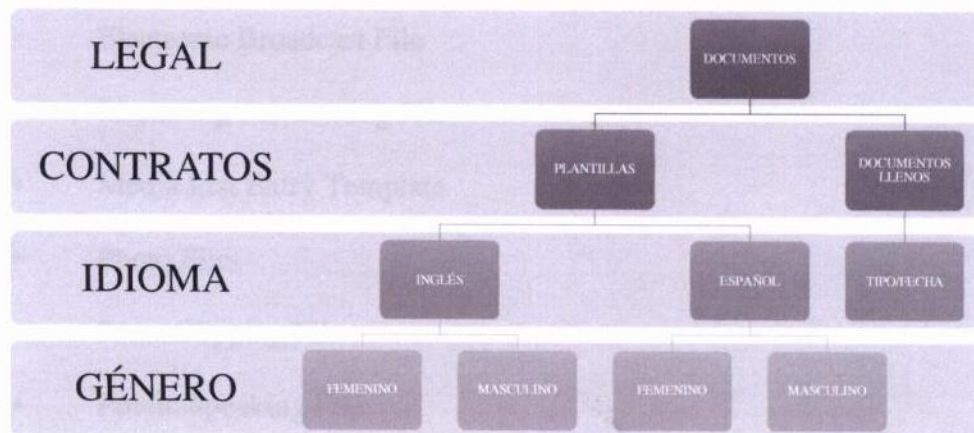 LEGAL
DOCUMENTOS
CONTRATOS
PLANTILLAS
DOCUMENTOS
LLENOS
IDIOMA
INGLÉS
ESPAÑOL
TIPO/FECHA
GÉNERO
FEMENINO
MASCULINO
FEMENINO
MASCULINO